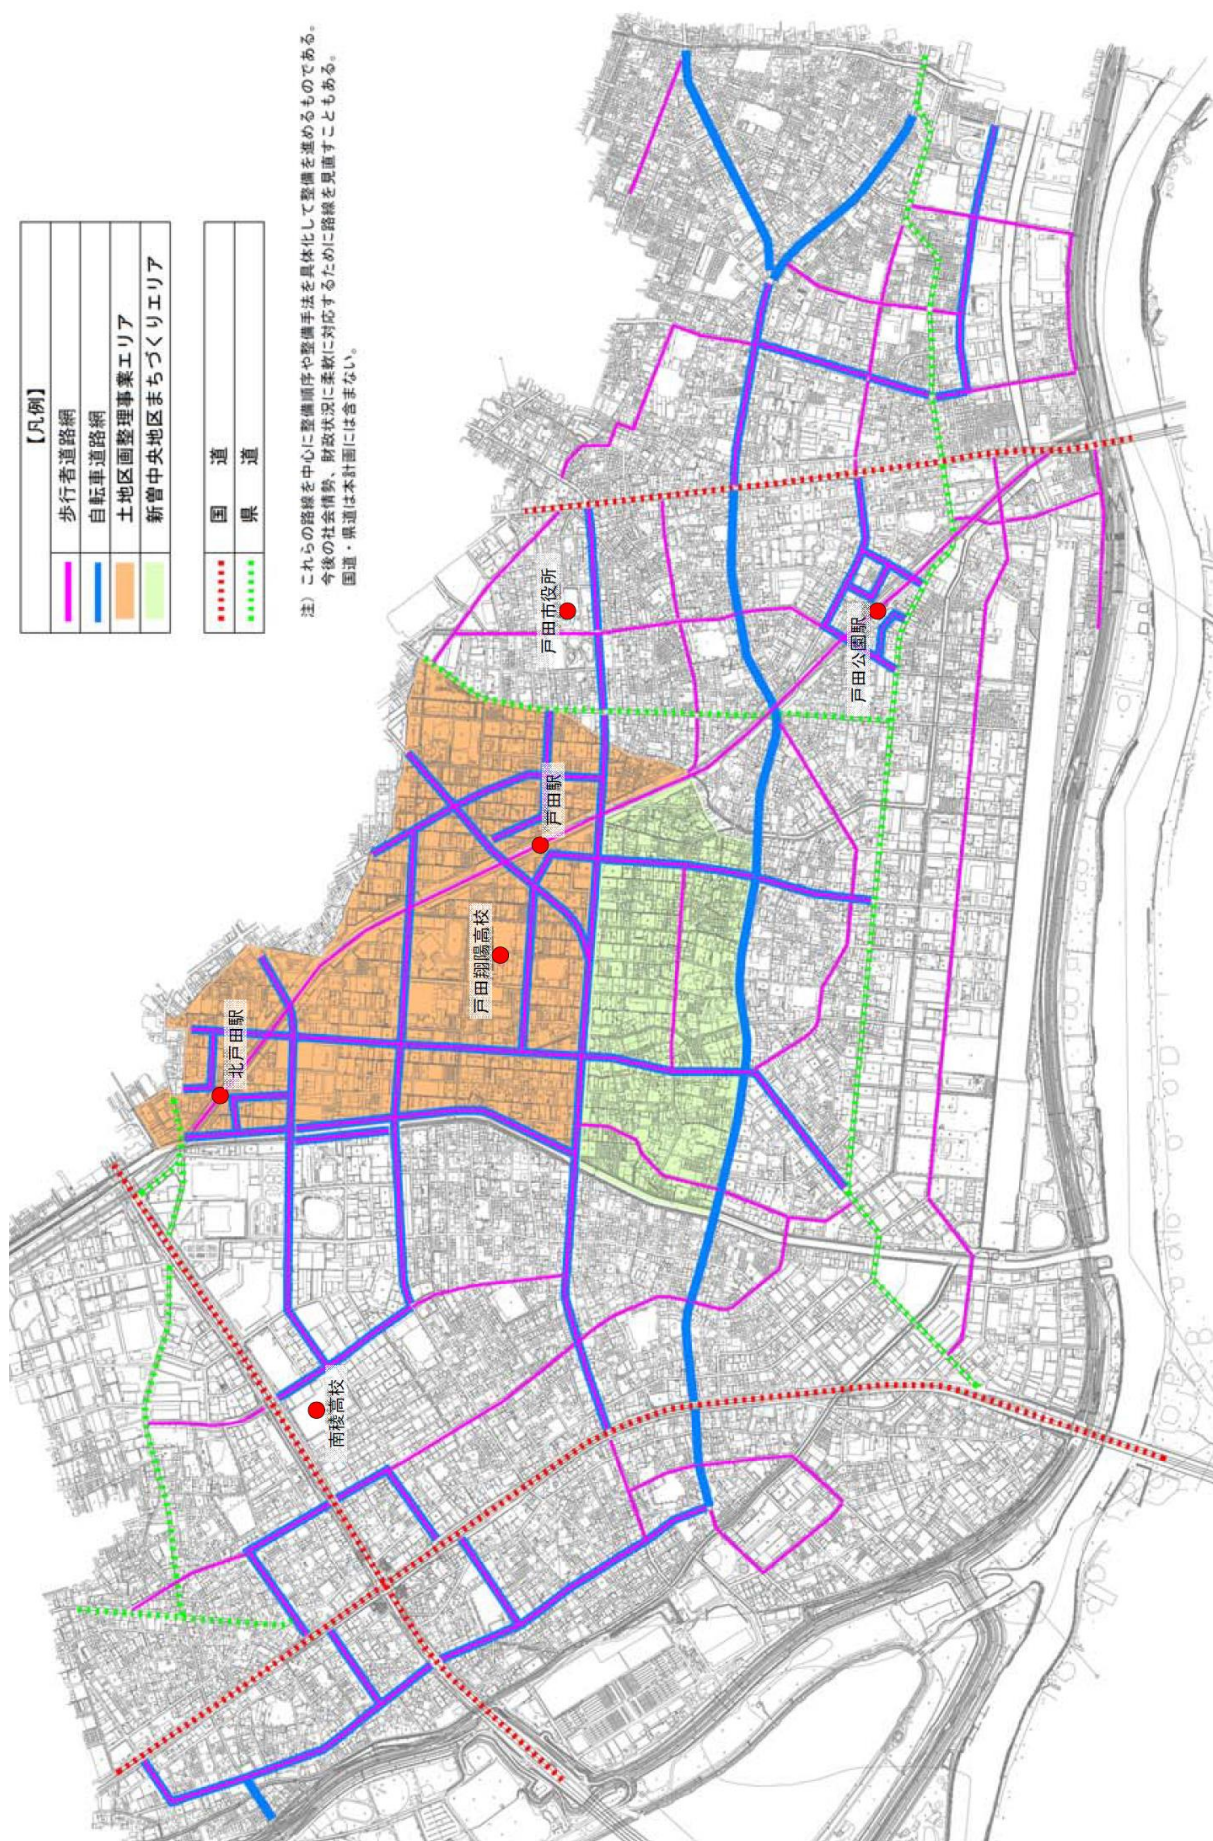 【凡例】
歩行者道路網
自転車道路網
土地区画整理事業エリア
新曽中央地区まちづくりエリア
国　　道
県　　道
注）これらの路線を中心に整備順序や整備手法を具体化して整備を進めるものである。
今後の社会情勢、財政状況に柔軟に対応するために路線を見直すこともある。
国道・県道は本計画には含まない。
戸田市役所
戸田公園駅
戸田駅
戸田翔陽高校
北戸田駅
南稜高校